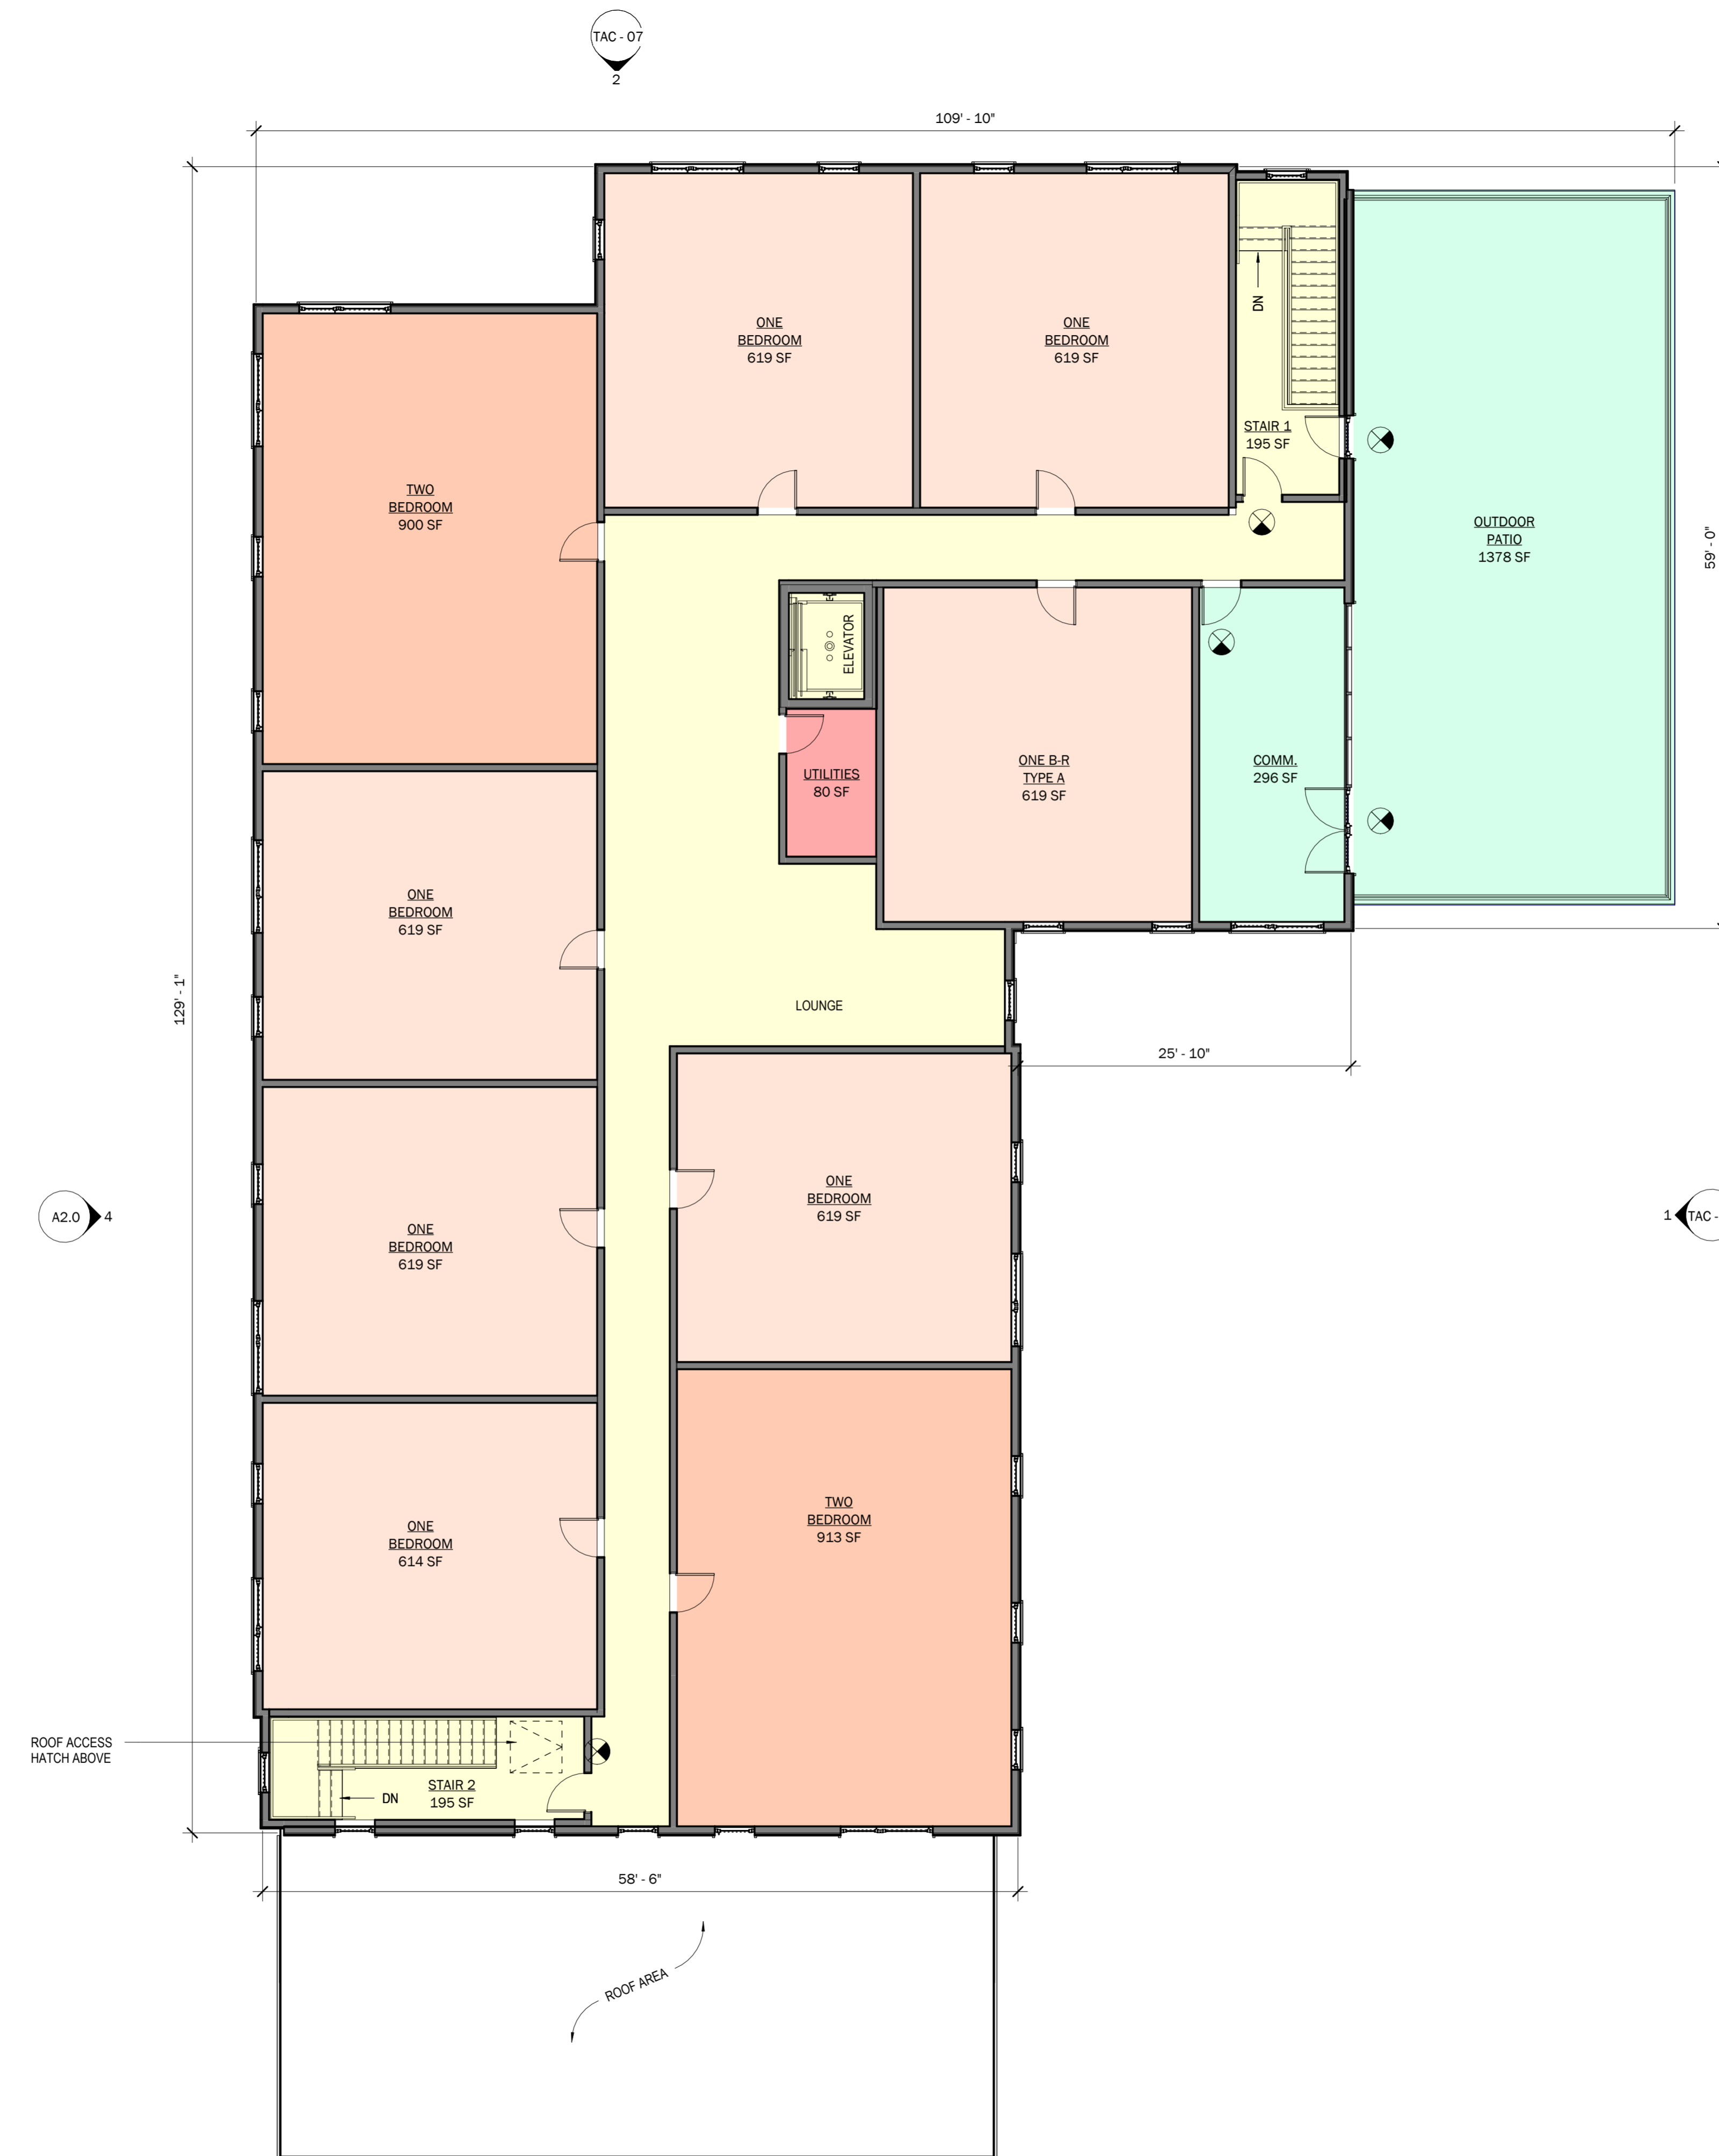 TAC - 07
2
109' - 10"
ONE
BEDROOM
619 SF
ONE
BEDROOM
619 SF
DN
STAIR 1
195 SF
TWO
BEDROOM
900 SF
OUTDOOR
PATIO
1378 SF
59' - 0"
ELEVATOR
UTILITIES
80 SF
ONE B-R
TYPE A
619 SF
COMM.
296 SF
ONE
BEDROOM
619 SF
129' - 1"
LOUNGE
25' - 10"
ONE
BEDROOM
619 SF
A2.0
4
ONE
BEDROOM
619 SF
1
TAC -
TWO
BEDROOM
913 SF
ONE
BEDROOM
614 SF
ROOF ACCESS
HATCH ABOVE
STAIR 2
195 SF
DN
58' - 6"
ROOF AREA